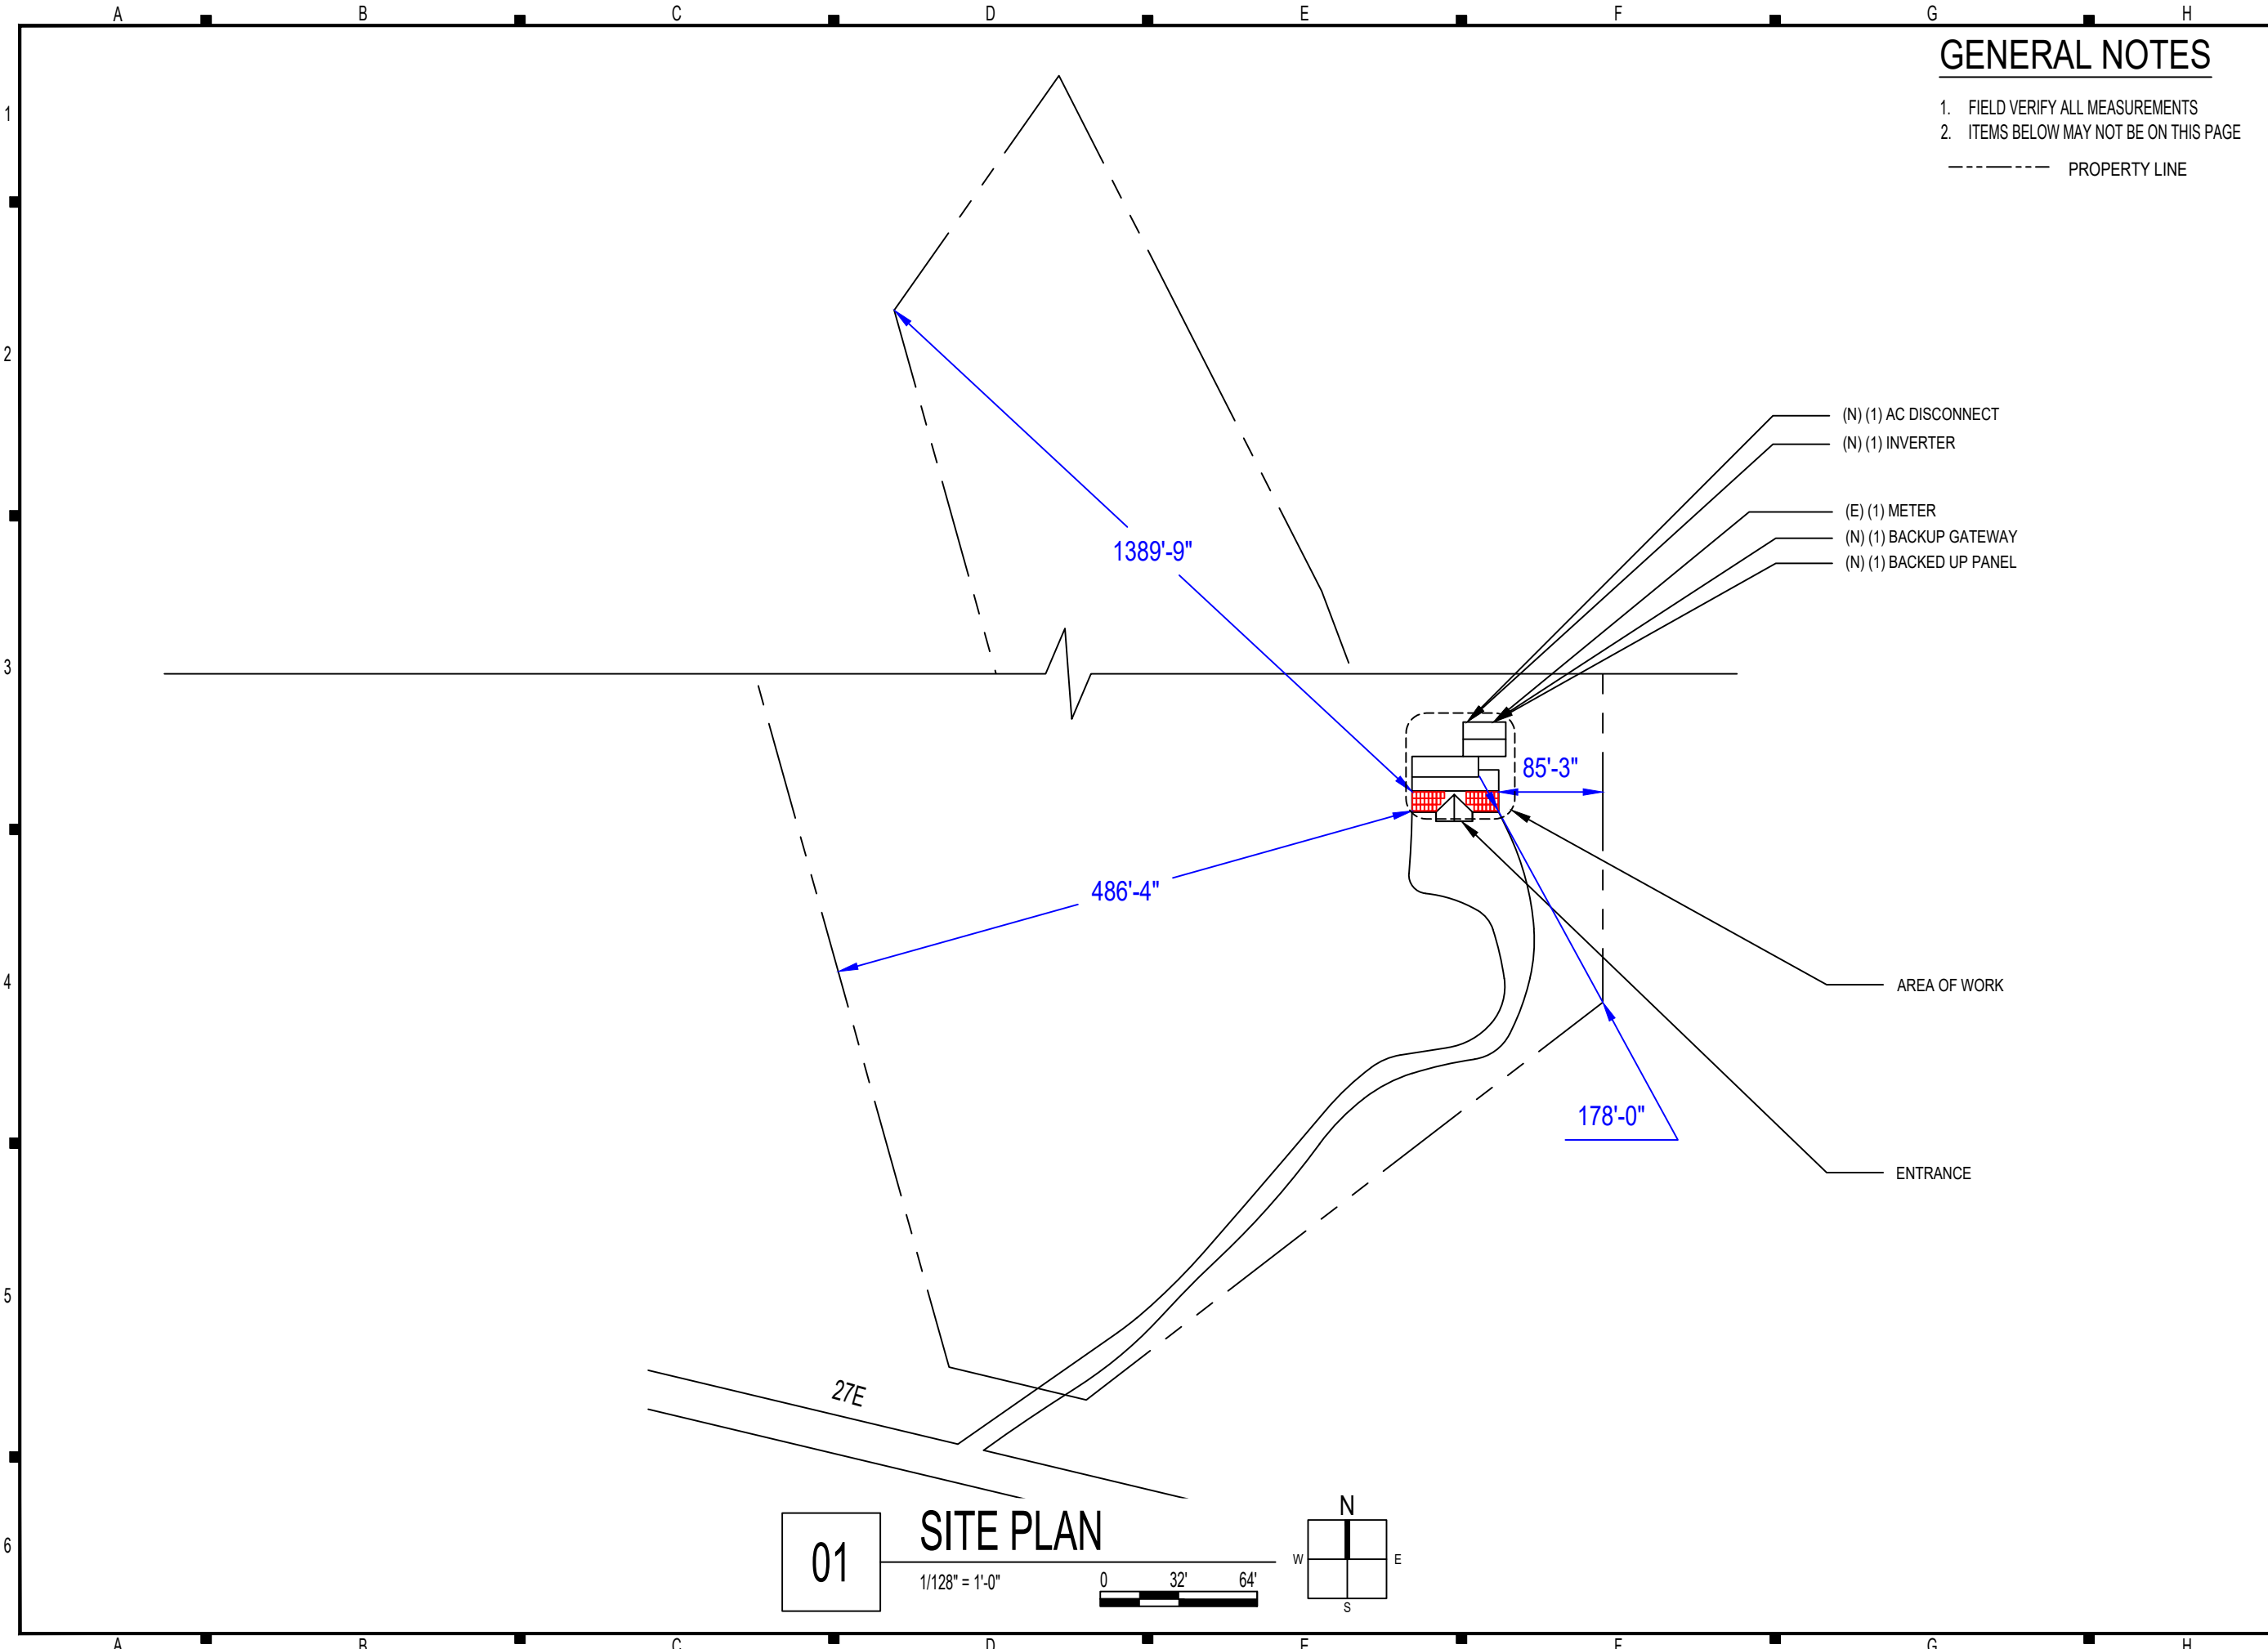 A B C D E F G H
GENERAL NOTES
1. FIELD VERIFY ALL MEASUREMENTS
2. ITEMS BELOW MAY NOT BE ON THIS PAGE
PROPERTY LINE
1
2
3
4
5
6
(N) (1) AC DISCONNECT
(N) (1) INVERTER
(E) (1) METER
(N) (1) BACKUP GATEWAY
(N) (1) BACKED UP PANEL
1389'-9"
85'-3"
486'-4"
AREA OF WORK
178'-0"
ENTRANCE
27E
01
SITE PLAN
1/128" = 1'-0"
0 32' 64'
N
W E
S
A B C D E F G H